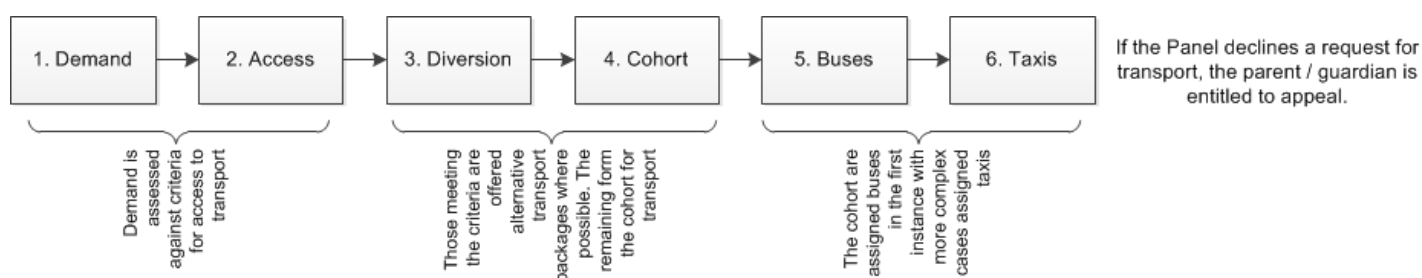 1. Demand
2. Access
3. Diversion
4. Cohort
5. Buses
6. Taxis
If the Panel declines a request for
transport, the parent / guardian is
entitled to appeal.
Demand is
assessed
against criteria
for access to
transport
Those meeting
the criteria are
offered
alternative
transport
packages where
possible. The
remaining form
the cohort for
transport
The cohort are
assigned buses
in the first
instance with
more complex
cases assigned
taxis